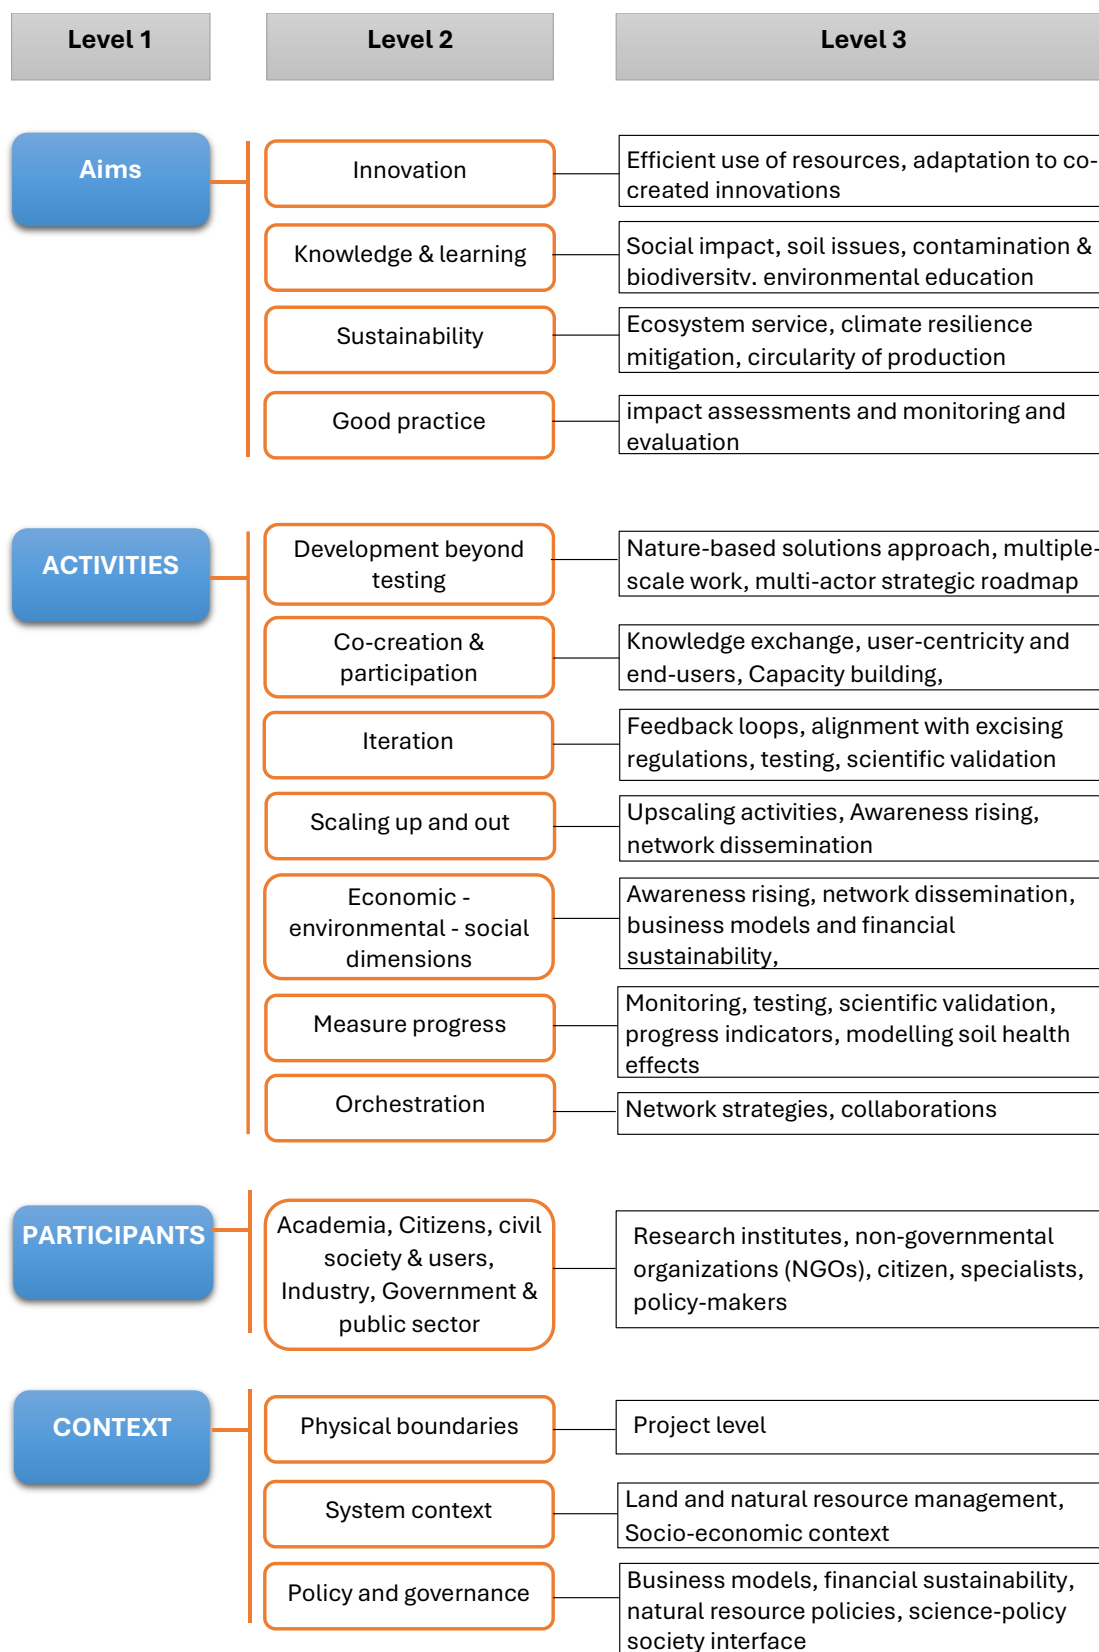 Level 1
Level 2
Level 3
Aims
Innovation
Efficient use of resources, adaptation to co-
created innovations
Knowledge & learning
Social impact, soil issues, contamination &
biodiversity. environmental education
Sustainability
Ecosystem service, climate resilience
mitigation, circularity of production
Good practice
impact assessments and monitoring and
evaluation
ACTIVITIES
Development beyond
testing
Nature-based solutions approach, multiple-
scale work, multi-actor strategic roadmap
Co-creation &
participation
Knowledge exchange, user-centricity and
end-users, Capacity building,
Iteration
Feedback loops, alignment with excising
regulations, testing, scientific validation
Scaling up and out
Upscaling activities, Awareness rising,
network dissemination
Economic -
environmental - social
dimensions
Awareness rising, network dissemination,
business models and financial
sustainability,
Measure progress
Monitoring, testing, scientific validation,
progress indicators, modelling soil health
effects
Orchestration
Network strategies, collaborations
PARTICIPANTS
Academia, Citizens, civil
society & users,
Industry, Government &
public sector
Research institutes, non-governmental
organizations (NGOs), citizen, specialists,
policy-makers
CONTEXT
Physical boundaries
Project level
System context
Land and natural resource management,
Socio-economic context
Policy and governance
Business models, financial sustainability,
natural resource policies, science-policy
society interface